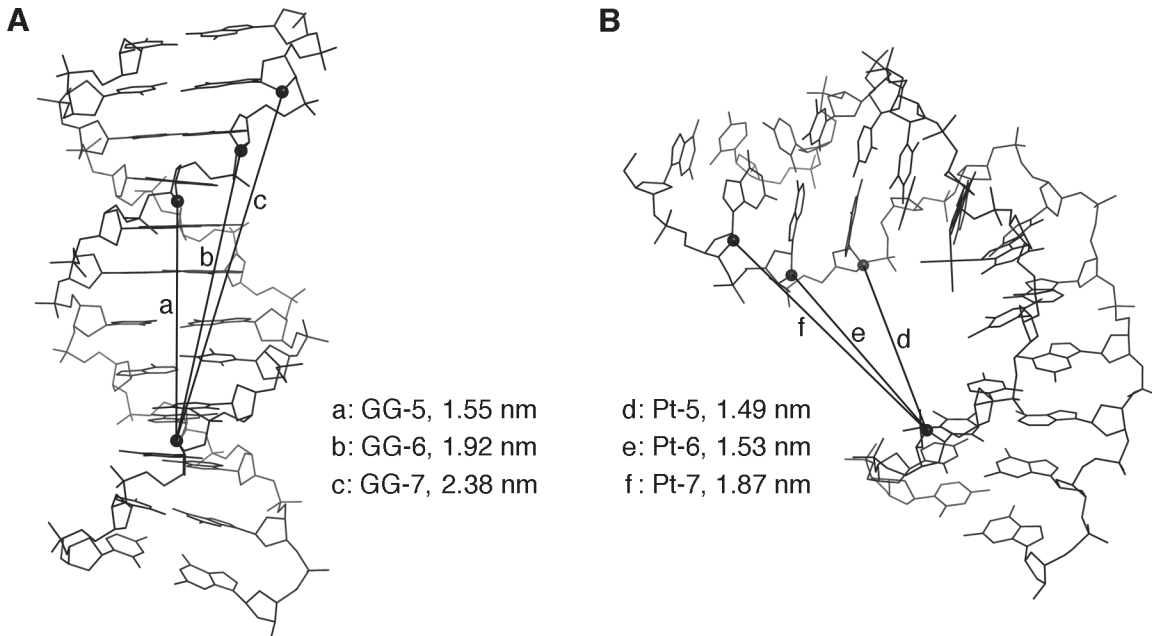 A
B
c
b
a
f
e
d
a: GG-5, 1.55 nm
b: GG-6, 1.92 nm
c: GG-7, 2.38 nm
d: Pt-5, 1.49 nm
e: Pt-6, 1.53 nm
f: Pt-7, 1.87 nm